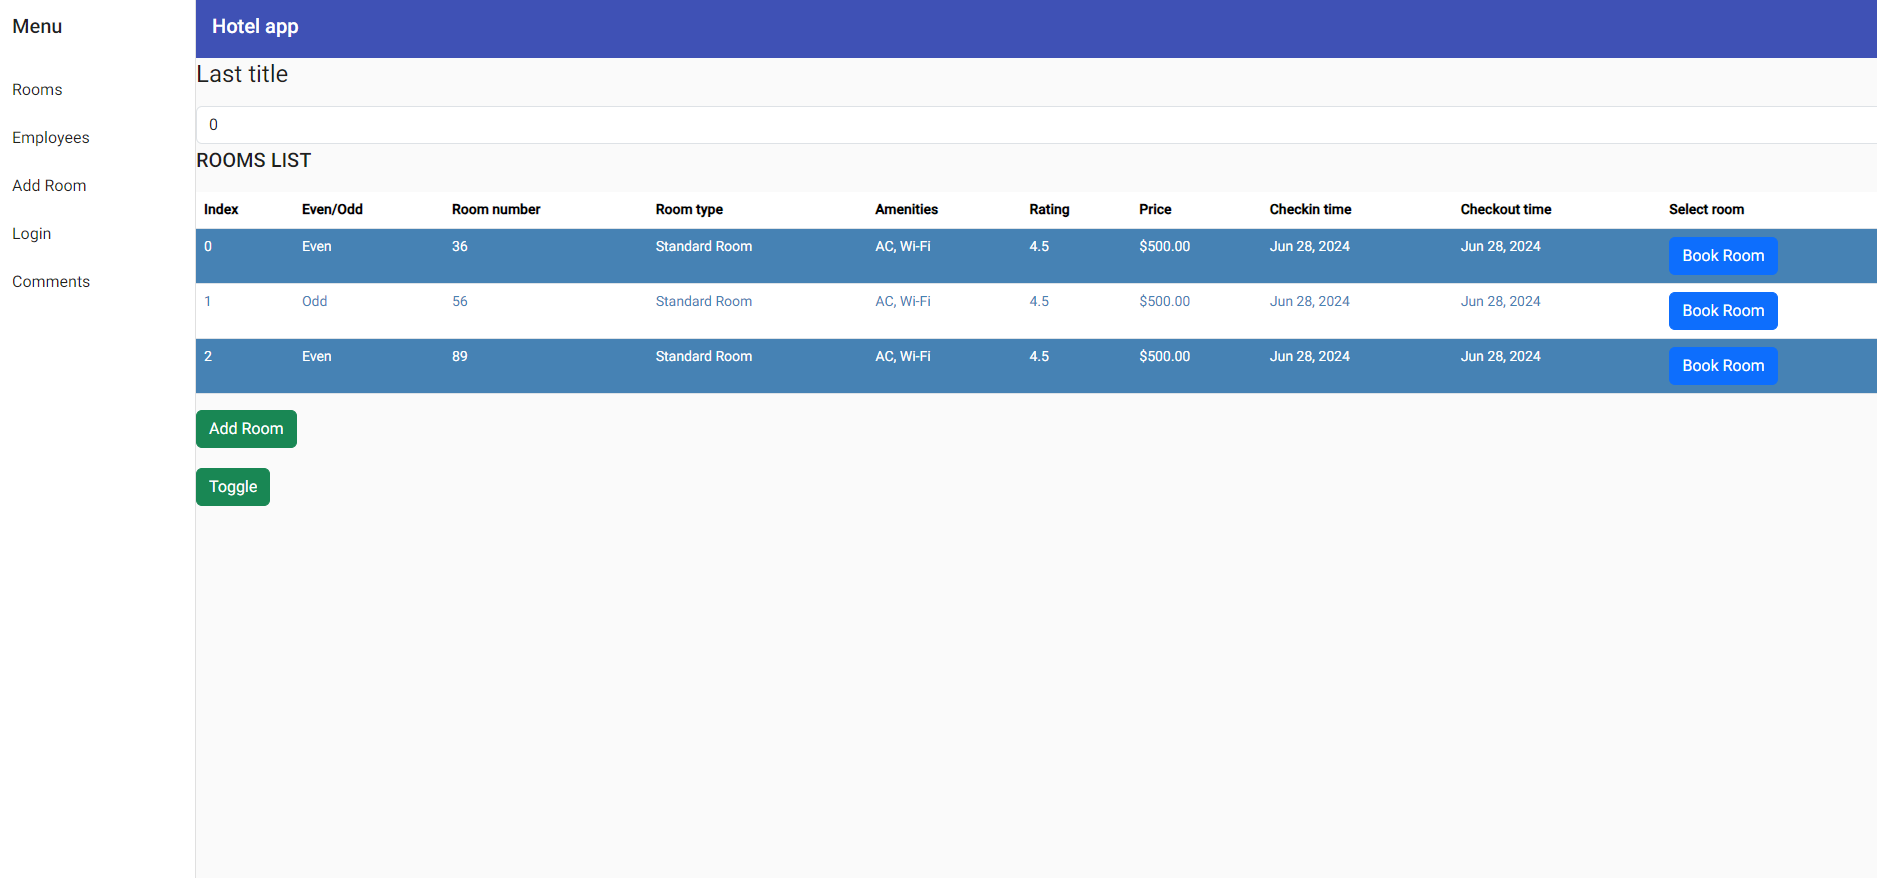 Menu
Hotel app
Rooms
Employees
Add Room
Login
Comments
Last title
0
ROOMS LIST
Index Even/Odd Room number Room type Amenities Rating Price Checkin time Checkout time Select room
0 Even 36 Standard Room AC, Wi-Fi 4.5 $500.00 Jun 28, 2024 Jun 28, 2024 Book Room
1 Odd 56 Standard Room AC, Wi-Fi 4.5 $500.00 Jun 28, 2024 Jun 28, 2024 Book Room
2 Even 89 Standard Room AC, Wi-Fi 4.5 $500.00 Jun 28, 2024 Jun 28, 2024 Book Room
Add Room
Toggle